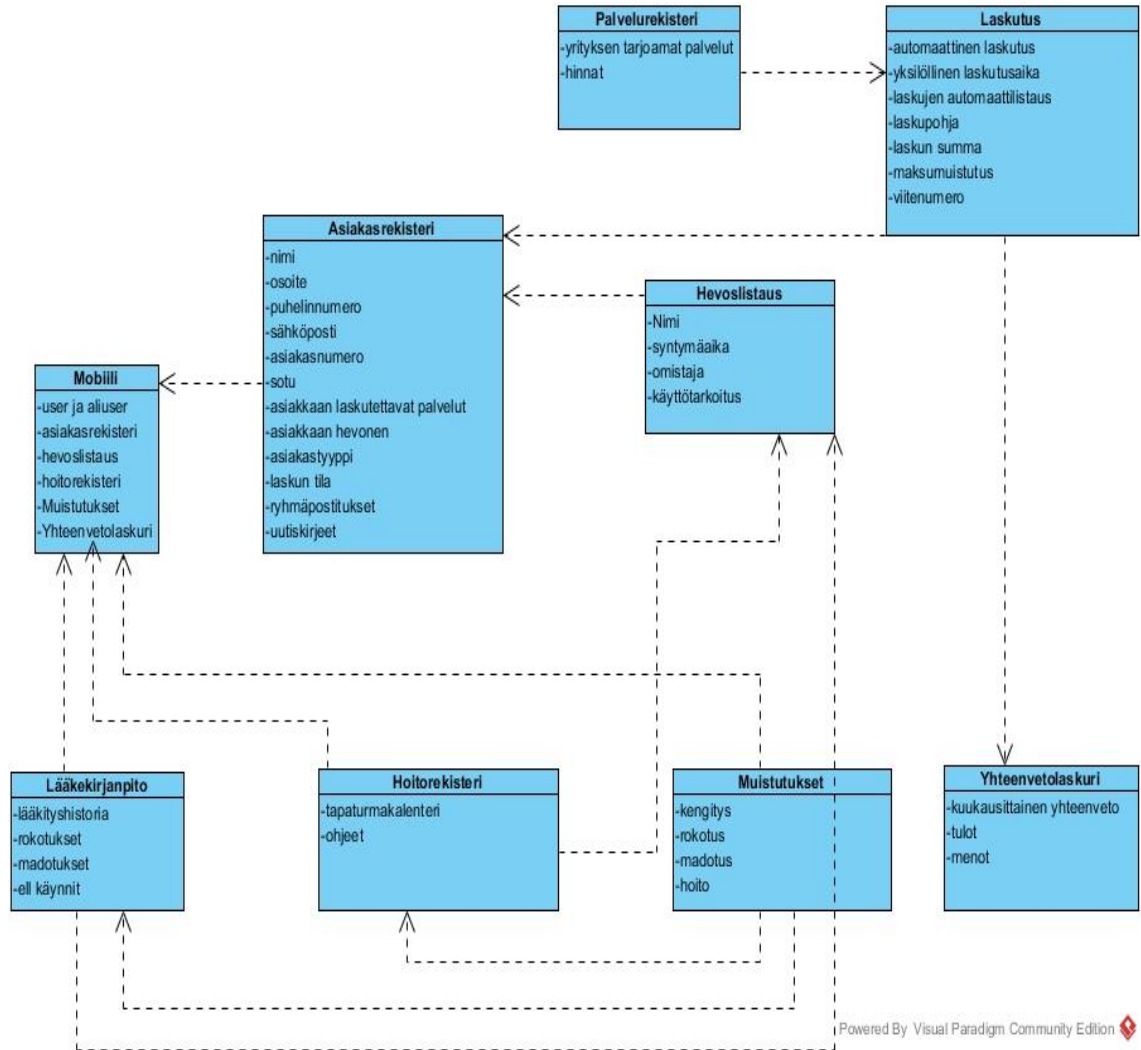 Palvelurekisteri
-yrityksen tarjoamat palvelut
-hinnat
Laskutus
-automaattinen laskutus
-yksilöllinen laskutusaika
-laskujen automaattilistaus
-laskupohja
-laskun summa
-maksumuistutus
-viitenumero
Asiakasrekisteri
-nimi
-osoite
-puhelinnumero
-sähköposti
-asiakasnumero
-sotu
-asiakkaan laskutettavat palvelut
-asiakkaan hevonen
-asiakastyyppi
-laskun tila
-ryhmäpostitukset
-uutiskirjeet
Hevoslistaus
-Nimi
-syntymäaika
-omistaja
-käyttötarkoitus
Mobiili
-user ja aliuser
-asiakasrekisteri
-hevoslistaus
-hoitorekisteri
-Muistutukset
-Yhteenvetolaskuri
Lääkekirjanpito
-lääkityshistoria
-rokotukset
-madotukset
-ell käynnit
Hoitorekisteri
-tapaturmakalenteri
-ohjeet
Muistutukset
-kengitys
-rokotus
-madotus
-hoito
Yhteenvetolaskuri
-kuukausittainen yhteenveto
-tulot
-menot
Powered By Visual Paradigm Community Edition